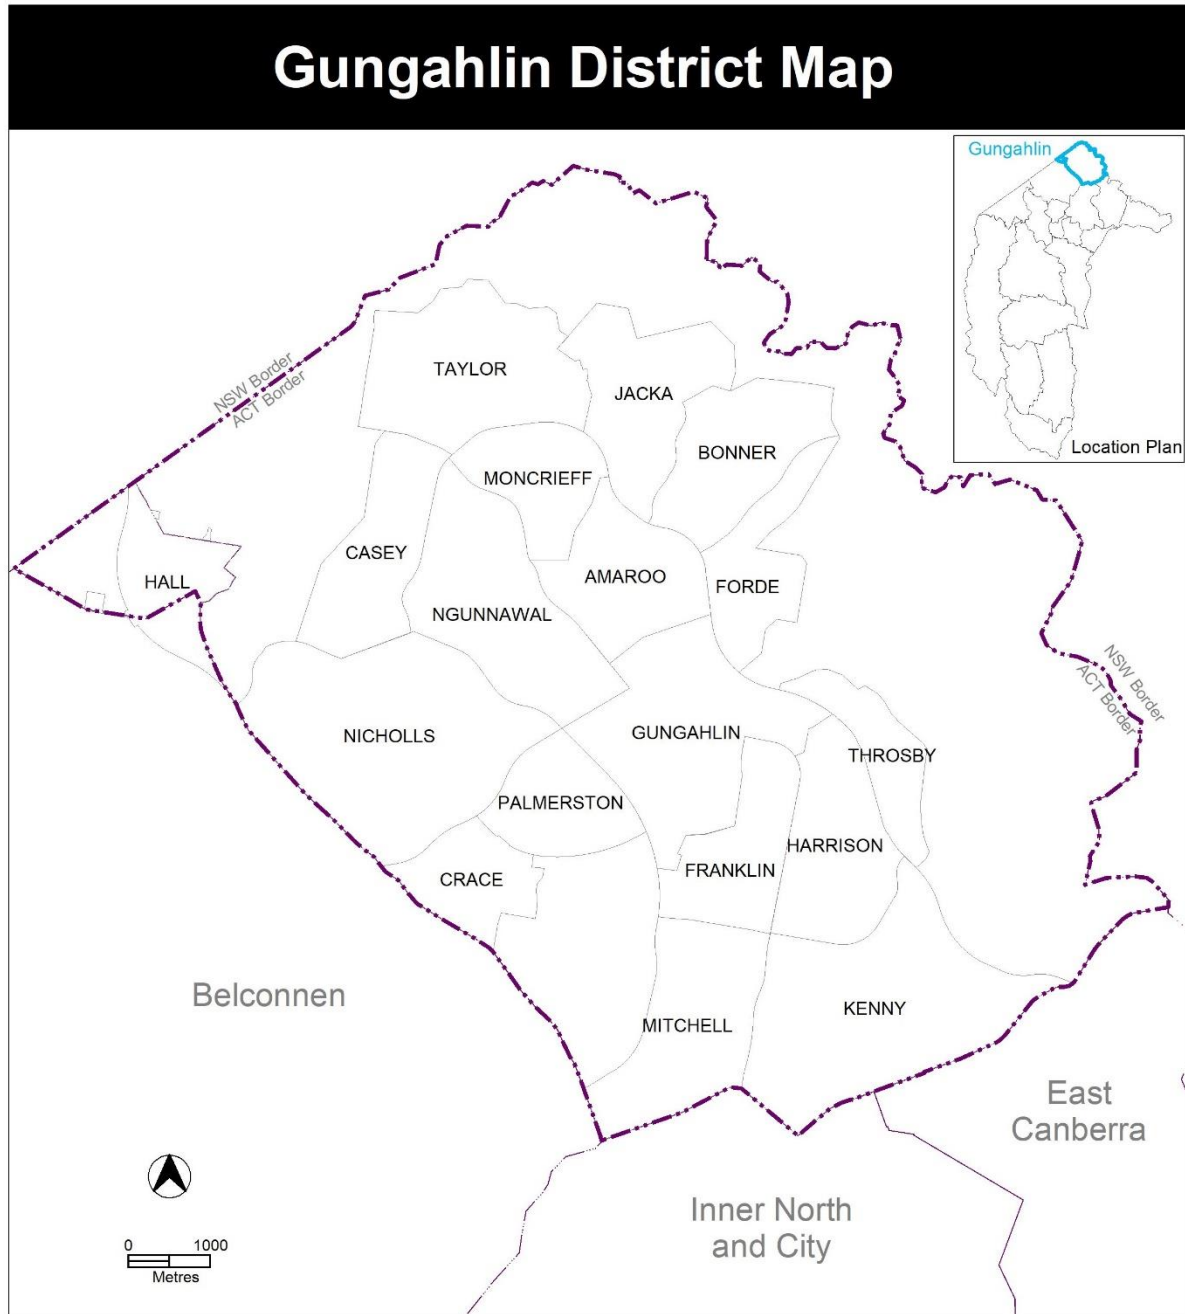 Gungahlin District Map
Gungahlin
Location Plan
NSW Border
ACT Border
TAYLOR
JACKA
BONNER
MONCRIEFF
CASEY
AMAROO
HALL
FORDE
NGUNNAWAL
NICHOLLS
GUNGAHLIN
THROSBY
NSW Border
ACT Border
PALMERSTON
HARRISON
FRANKLIN
CRACE
Belconnen
KENNY
MITCHELL
East
Canberra
Inner North
and City
0 1000
Metres